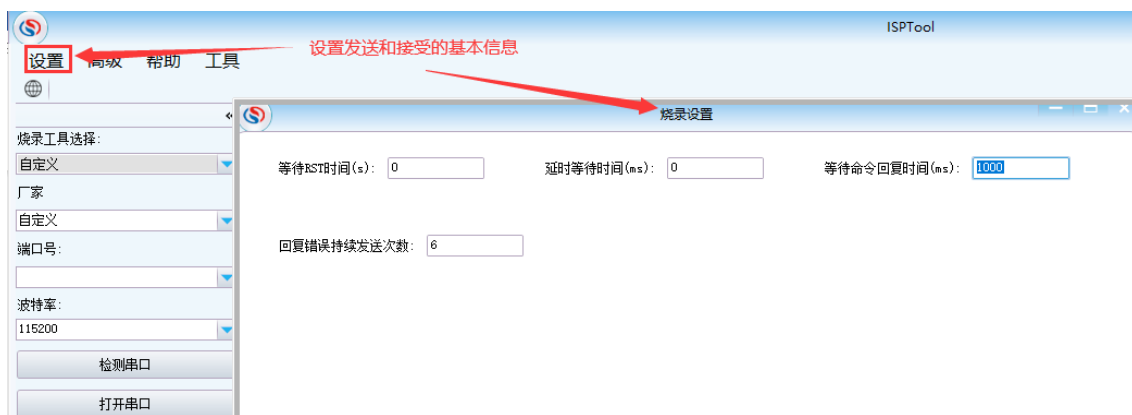 ISPTool
设置发送和接受的基本信息
设置 高级 帮助 工具
«
烧录设置
烧录工具选择:
自定义
等待RST时间(s): 0 延时等待时间(ms): 0 等待命令回复时间(ms): 1000
厂家
自定义
回复错误持续发送次数: 6
端口号:
波特率:
115200
检测串口
打开串口